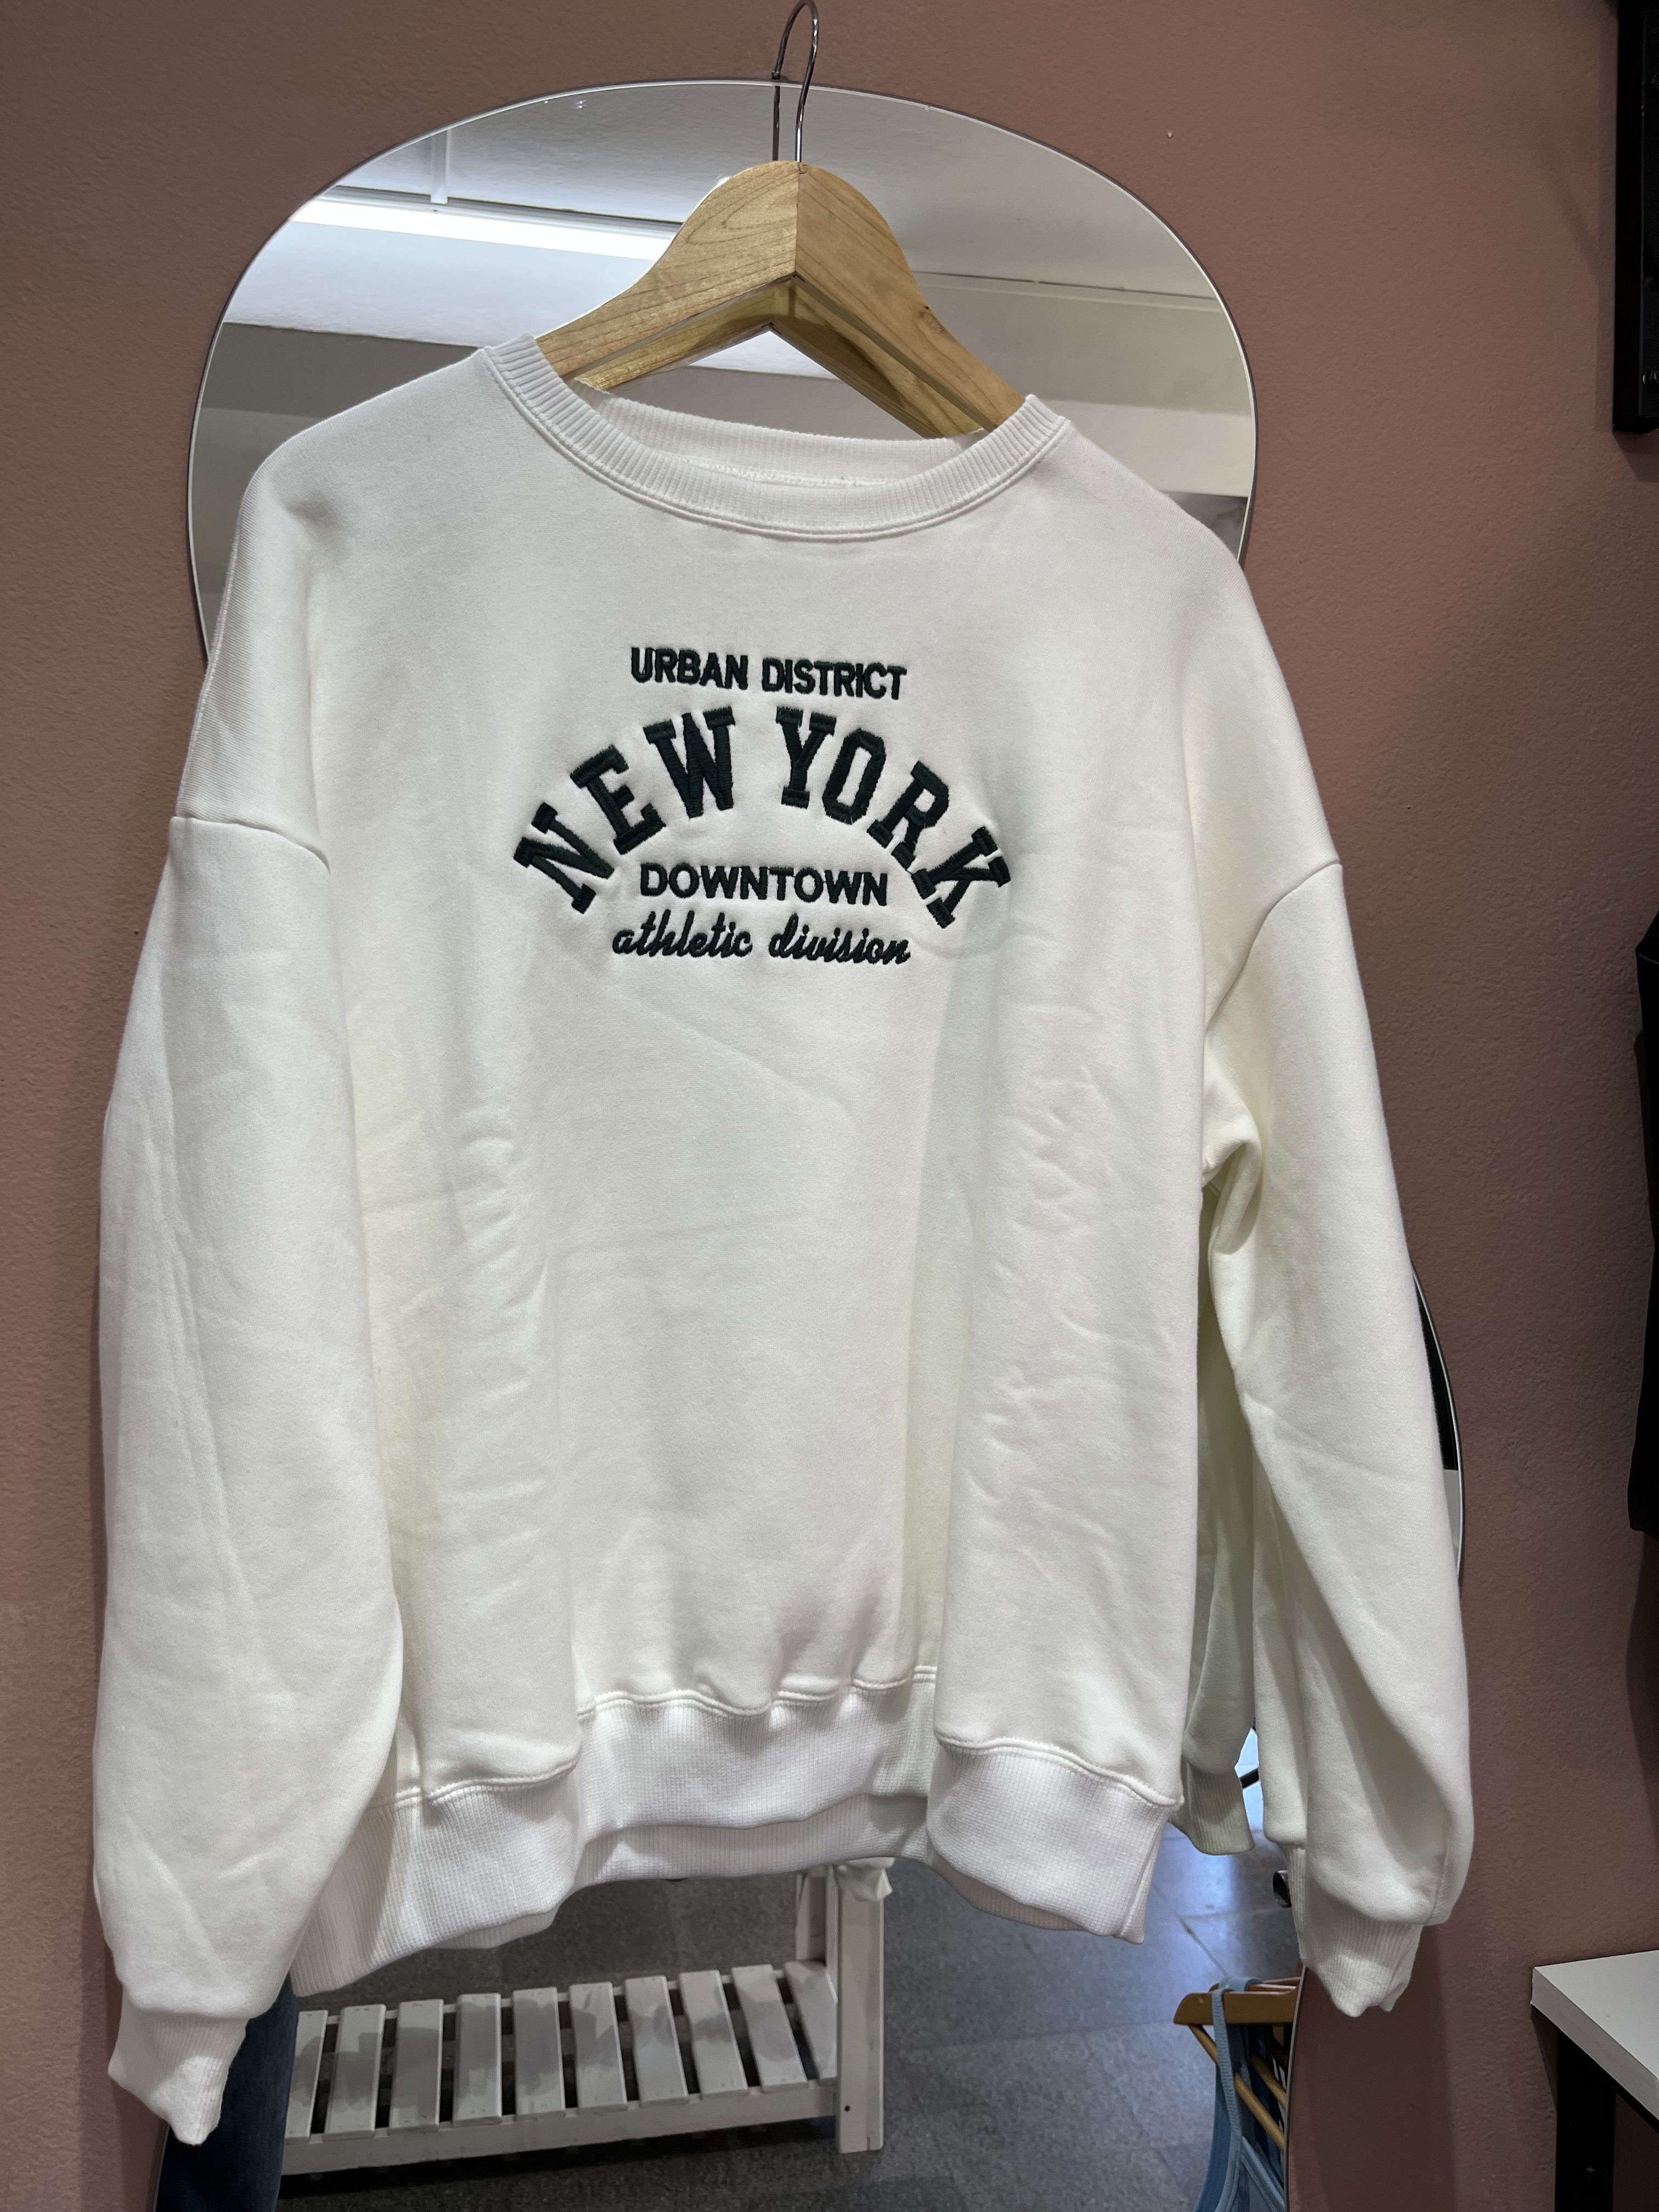 URBAN DISTRICT
NEW YORK
DOWNTOWN
athletic division